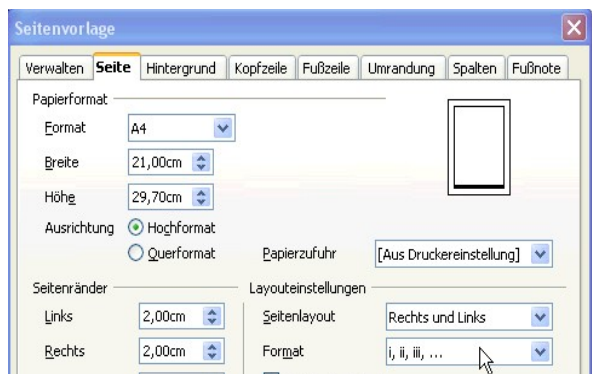 Seitenvorlage
Verwalten Seite Hintergrund Kopfzeile Fußzeile Umrandung Spalten Fußnote
Papierformat
Format A4
Breite 21,00cm
Höhe 29,70cm
Ausrichtung Hochformat
Querformat Papierzufuhr [Aus Druckereinstellung]
Seitenränder Layouteinstellungen
Links 2,00cm Seitenlayout Rechts und Links
Rechts 2,00cm Format i, ii, iii, ...